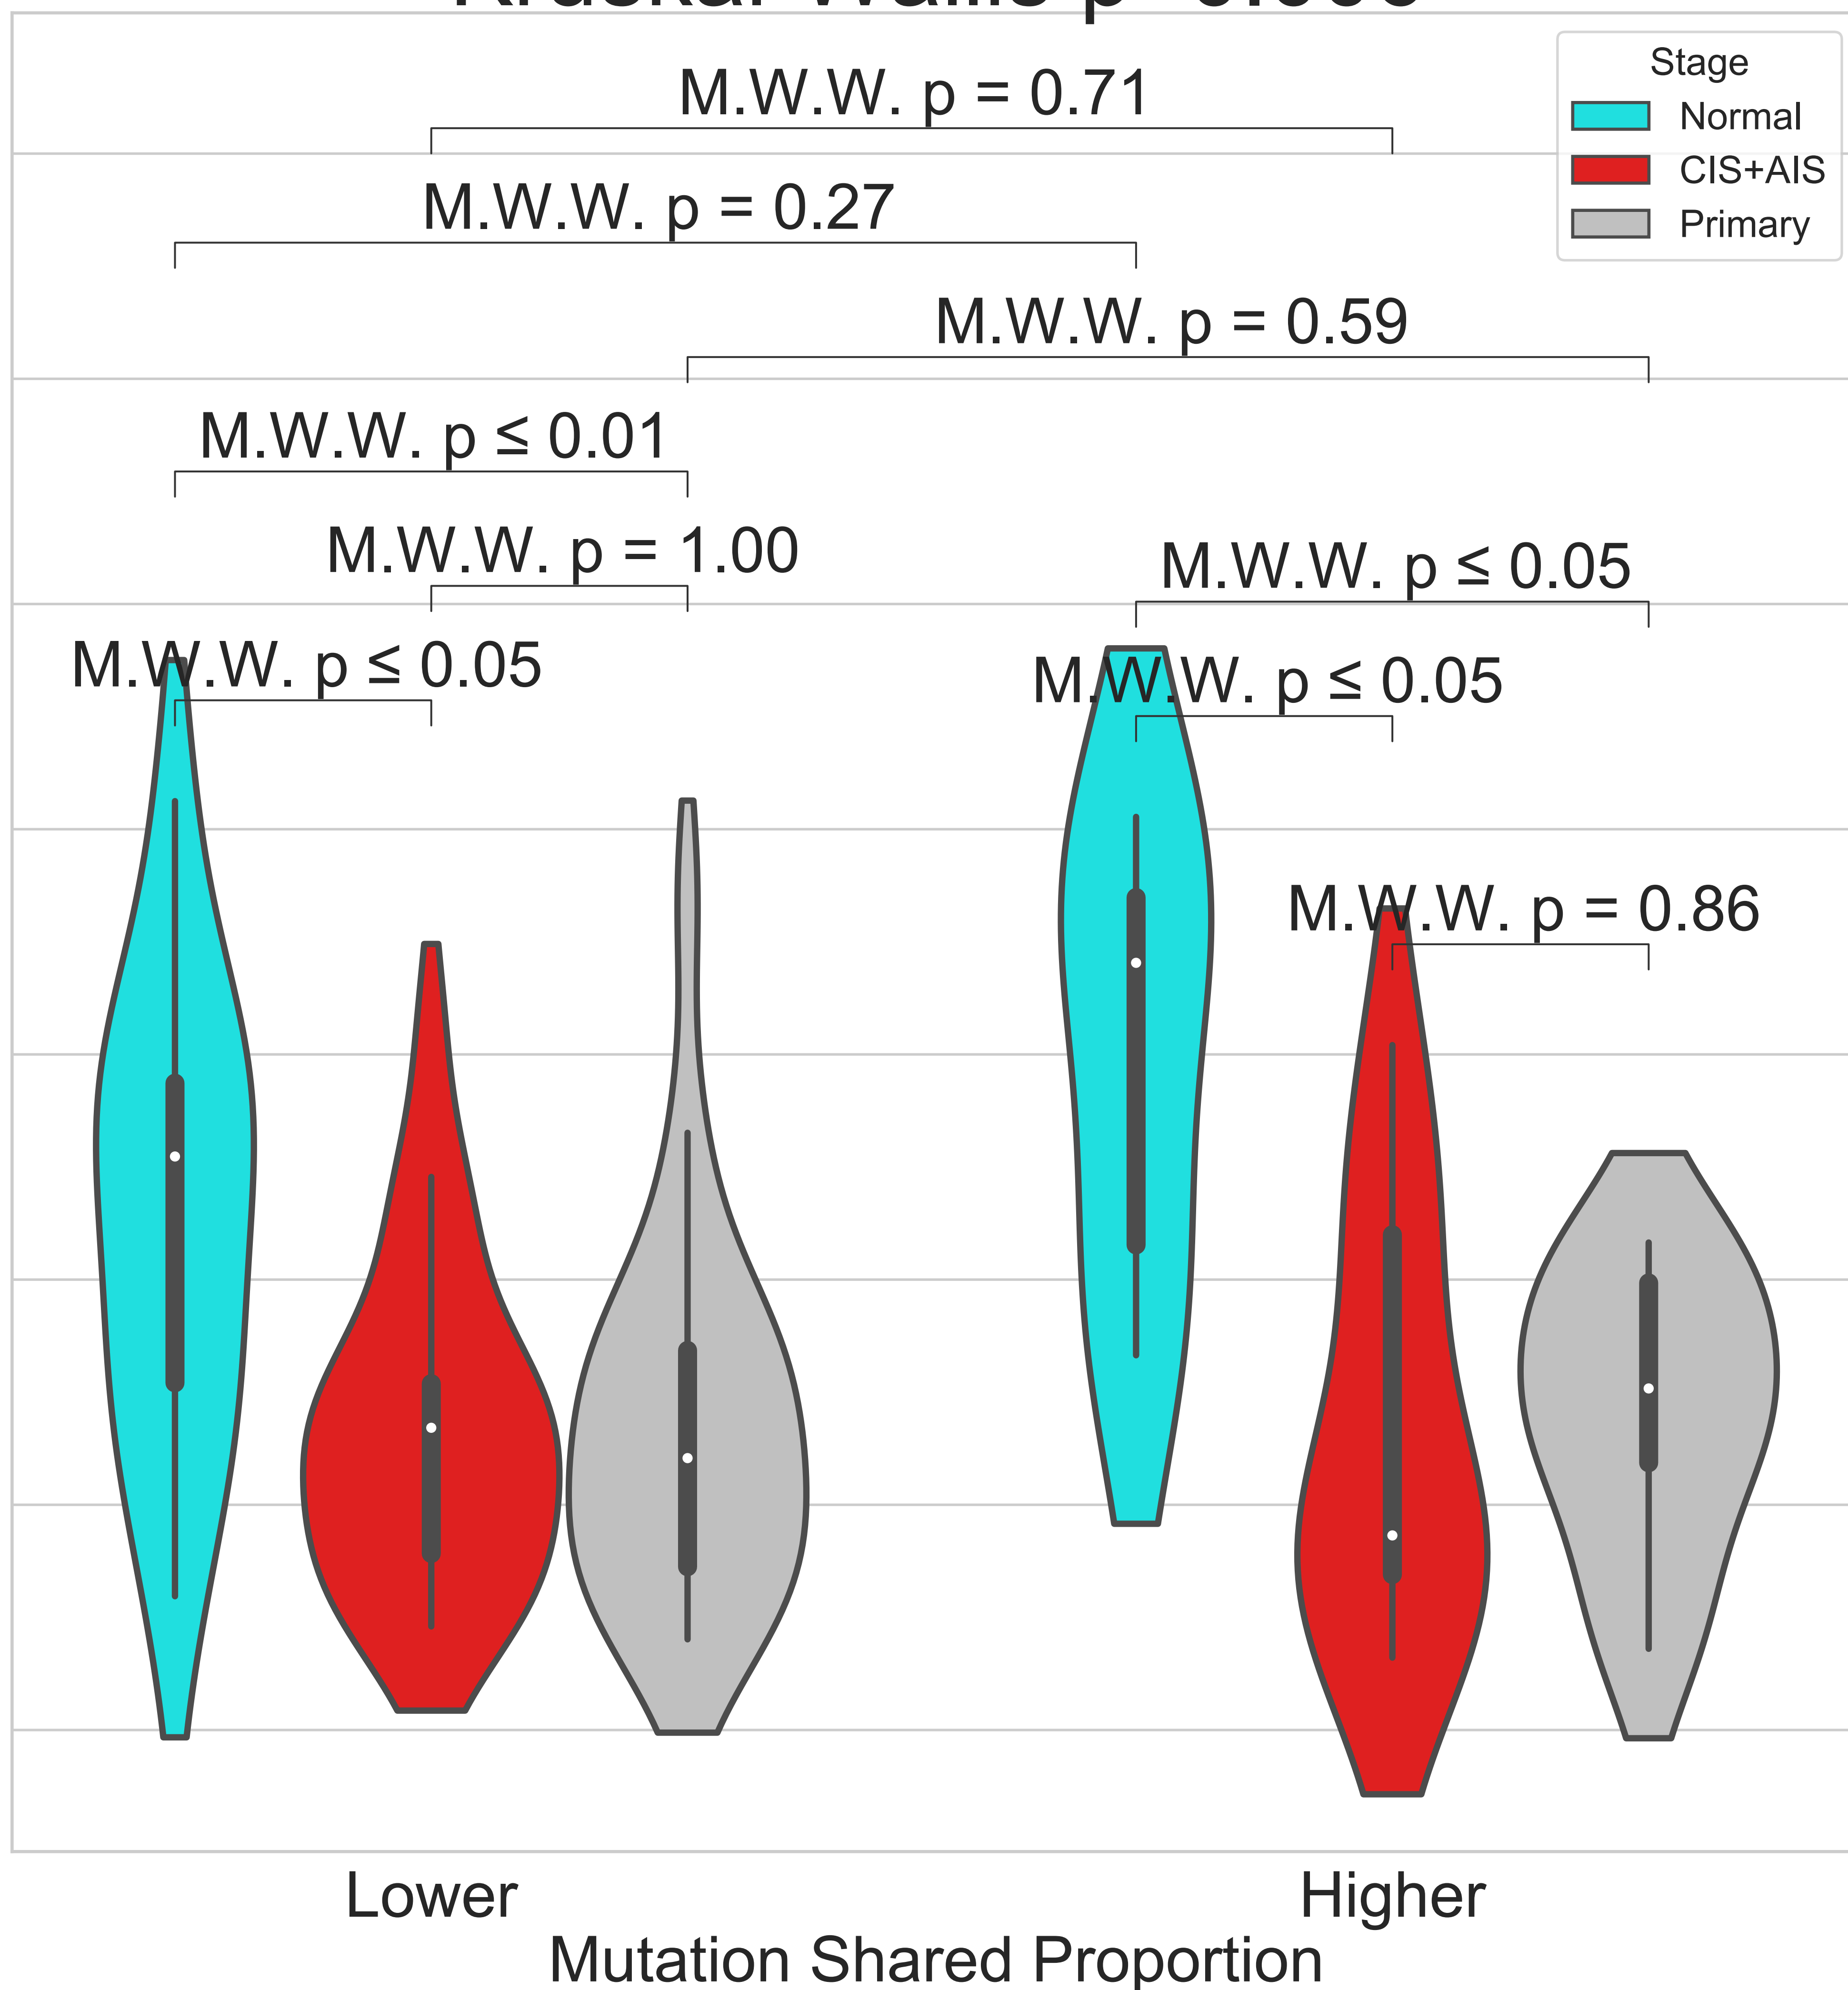 M.W.W. p = 0.71
Stage
Normal
CIS+AIS
Primary
M.W.W. p = 0.27
M.W.W. p = 0.59
M.W.W. p ≤ 0.01
M.W.W. p = 1.00
M.W.W. p ≤ 0.05
M.W.W. p ≤ 0.05
M.W.W. p ≤ 0.05
M.W.W. p = 0.86
Lower
Higher
Mutation Shared Proportion